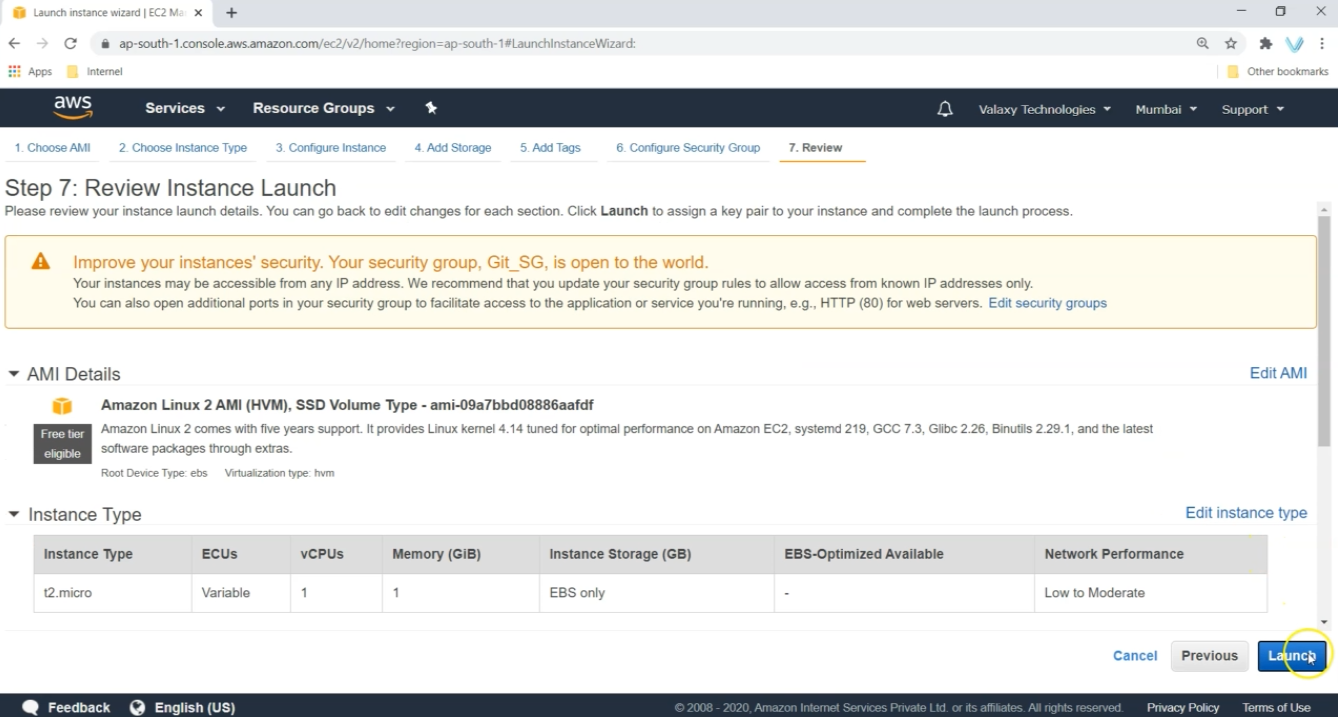 Launch instance wizard | EC2 Ma
ap-south-1.console.aws.amazon.com/ec2/v2/home?region=ap-south-1#LaunchInstanceWizard:
Apps Internet Other bookmarks
aws Services Resource Groups Valaxy Technologies Mumbai Support
1. Choose AMI 2. Choose Instance Type 3. Configure Instance 4. Add Storage 5. Add Tags 6. Configure Security Group 7. Review
Step 7: Review Instance Launch
Please review your instance launch details. You can go back to edit changes for each section. Click Launch to assign a key pair to your instance and complete the launch process.
Improve your instances' security. Your security group, Git_SG, is open to the world.
Your instances may be accessible from any IP address. We recommend that you update your security group rules to allow access from known IP addresses only.
You can also open additional ports in your security group to facilitate access to the application or service you're running, e.g., HTTP (80) for web servers. Edit security groups
AMI Details Edit AMI
Amazon Linux 2 AMI (HVM), SSD Volume Type - ami-09a7bbd08886aafdf
Free tier eligible
Amazon Linux 2 comes with five years support. It provides Linux kernel 4.14 tuned for optimal performance on Amazon EC2, systemd 219, GCC 7.3, Glibc 2.26, Binutils 2.29.1, and the latest
software packages through extras.
Root Device Type: ebs Virtualization type: hvm
Instance Type Edit instance type
Instance Type ECUs vCPUs Memory (GiB) Instance Storage (GB) EBS-Optimized Available Network Performance
t2.micro Variable 1 1 EBS only - Low to Moderate
Cancel Previous Launch
Feedback English (US) © 2008 - 2020, Amazon Internet Services Private Ltd. or its affiliates. All rights reserved. Privacy Policy Terms of Use